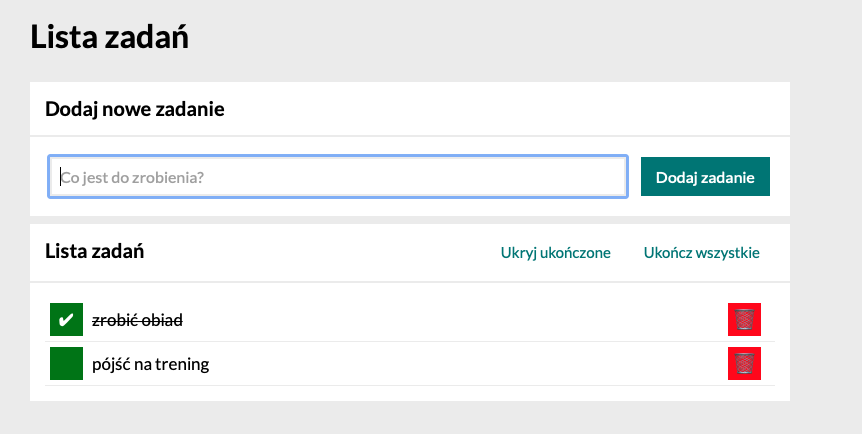 Lista zadań
Dodaj nowe zadanie
Co jest do zrobienia?
Dodaj zadanie
Lista zadań
Ukryj ukończone
Ukończ wszystkie
✔ zrobić obiad
pójść na trening